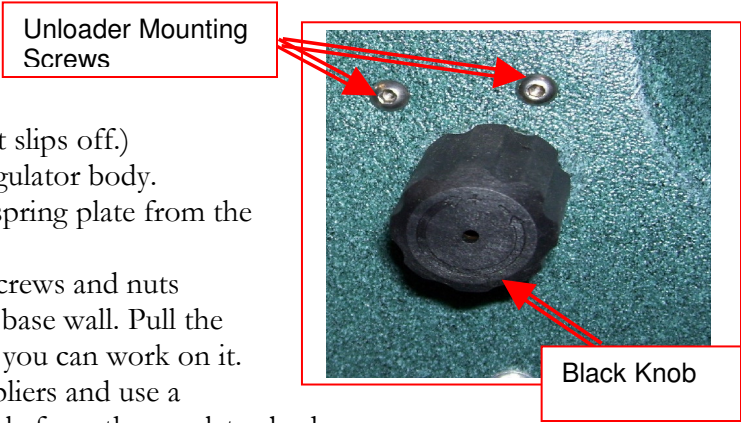 Unloader Mounting
Screws
t slips off.)
gulator body.
spring plate from the
crews and nuts
base wall. Pull the
you can work on it.
pliers and use a
Black Knob